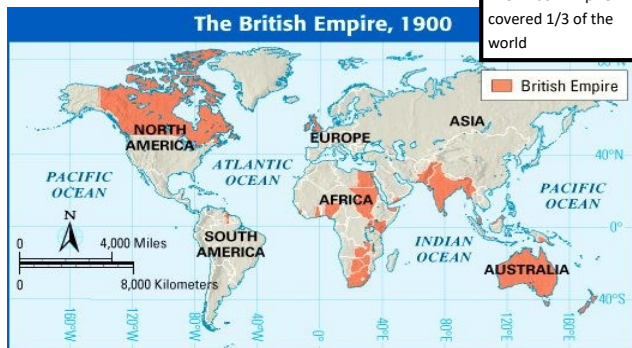 The British Empire, 1900
covered 1/3 of the
world
British Empire
NORTH
AMERICA
EUROPE
ASIA
ATLANTIC
OCEAN
40°N
PACIFIC
OCEAN
PACIFIC
OCEAN
AFRICA
N
0°
0
4,000 Miles
SOUTH
AMERICA
INDIAN
OCEAN
AUSTRALIA
0
8,000 Kilometers
40°S
160°W
120°W
80°W
40°W
0°
40°E
80°E
120°E
160°E